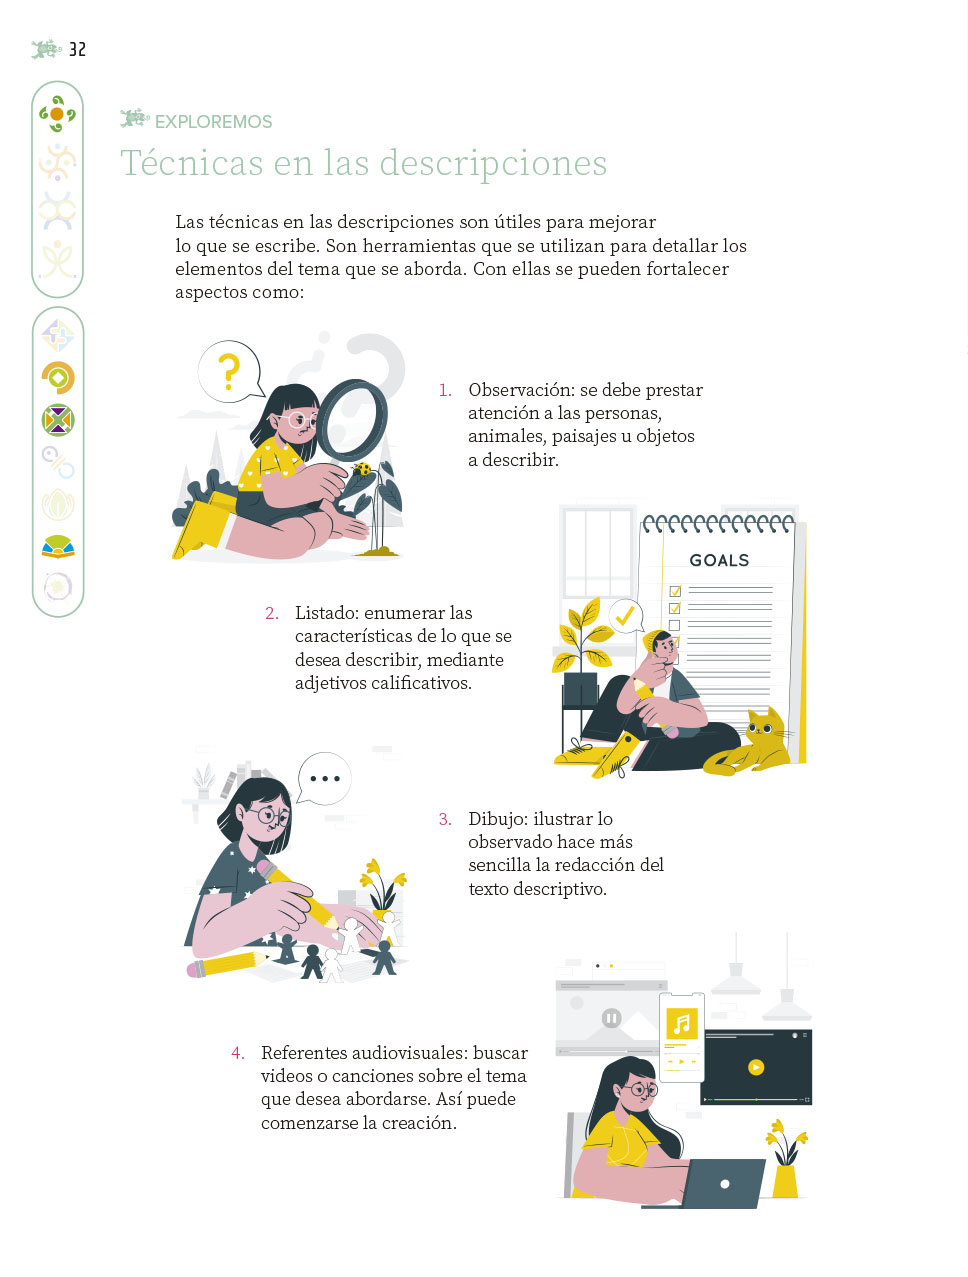 32
EXPLOREMOS
Técnicas en las descripciones
Las técnicas en las descripciones son útiles para mejorar
lo que se escribe. Son herramientas que se utilizan para detallar los
elementos del tema que se aborda. Con ellas se pueden fortalecer
aspectos como:
?
1. Observación: se debe prestar
atención a las personas,
animales, paisajes u objetos
a describir.
GOALS
2. Listado: enumerar las
características de lo que se
desea describir, mediante
adjetivos calificativos.
...
3. Dibujo: ilustrar lo
observado hace más
sencilla la redacción del
texto descriptivo.
4. Referentes audiovisuales: buscar
videos o canciones sobre el tema
que desea abordarse. Así puede
comenzarse la creación.